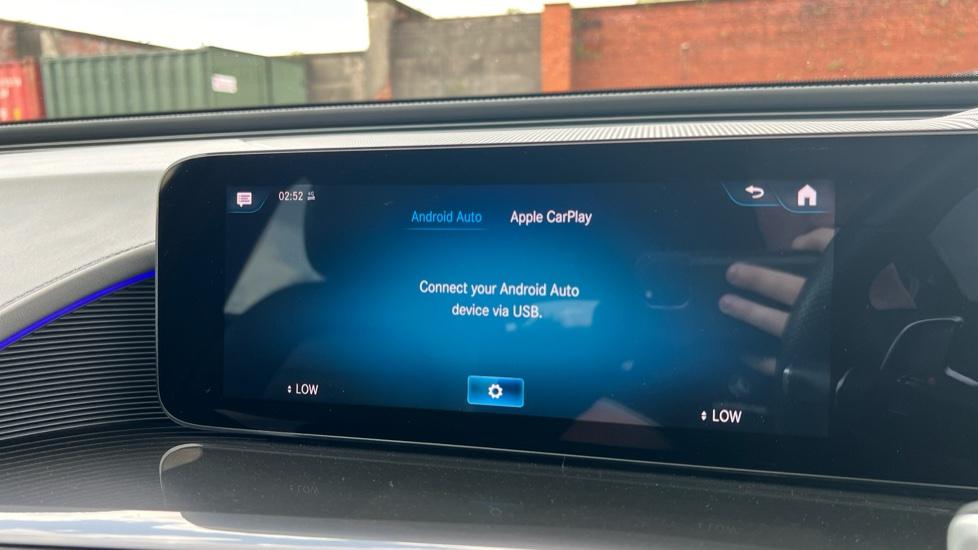 02:52
Android Auto Apple CarPlay
Connect your Android Auto
device via USB.
LOW
LOW